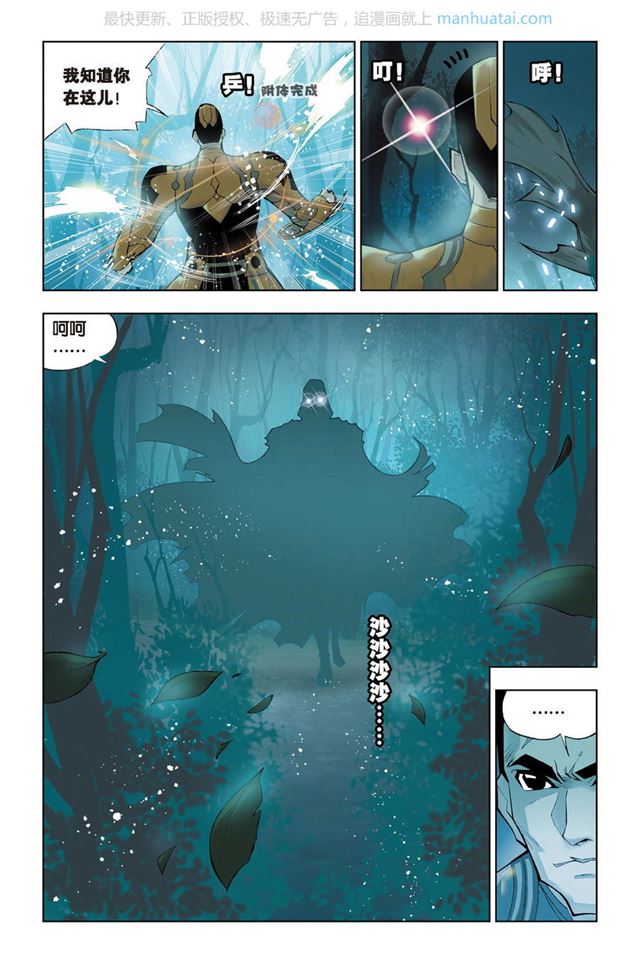 最快更新、正版授权、极速无广告，追漫画就上 manhuatai.com
我知道你
在这儿！
乒！
附体完成
叮！
呼！
呵呵
……
沙沙沙沙……
……